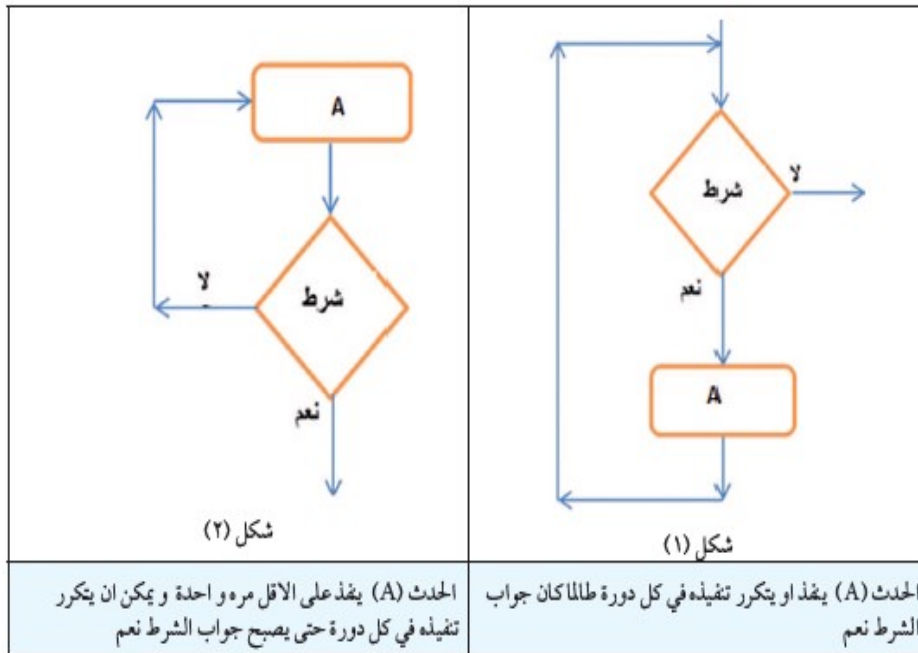 شرط
لا
نعم
A
شكل (١)
الحدث (A) ينفذ او يتكرر تنفيذه في كل دورة طالما كان جواب
الشرط نعم
A
شرط
لا
نعم
شكل (٢)
الحدث (A) ينفذ على الاقل مره و احدة و يمكن ان يتكرر
تنفيذه في كل دورة حتى يصبح جواب الشرط نعم